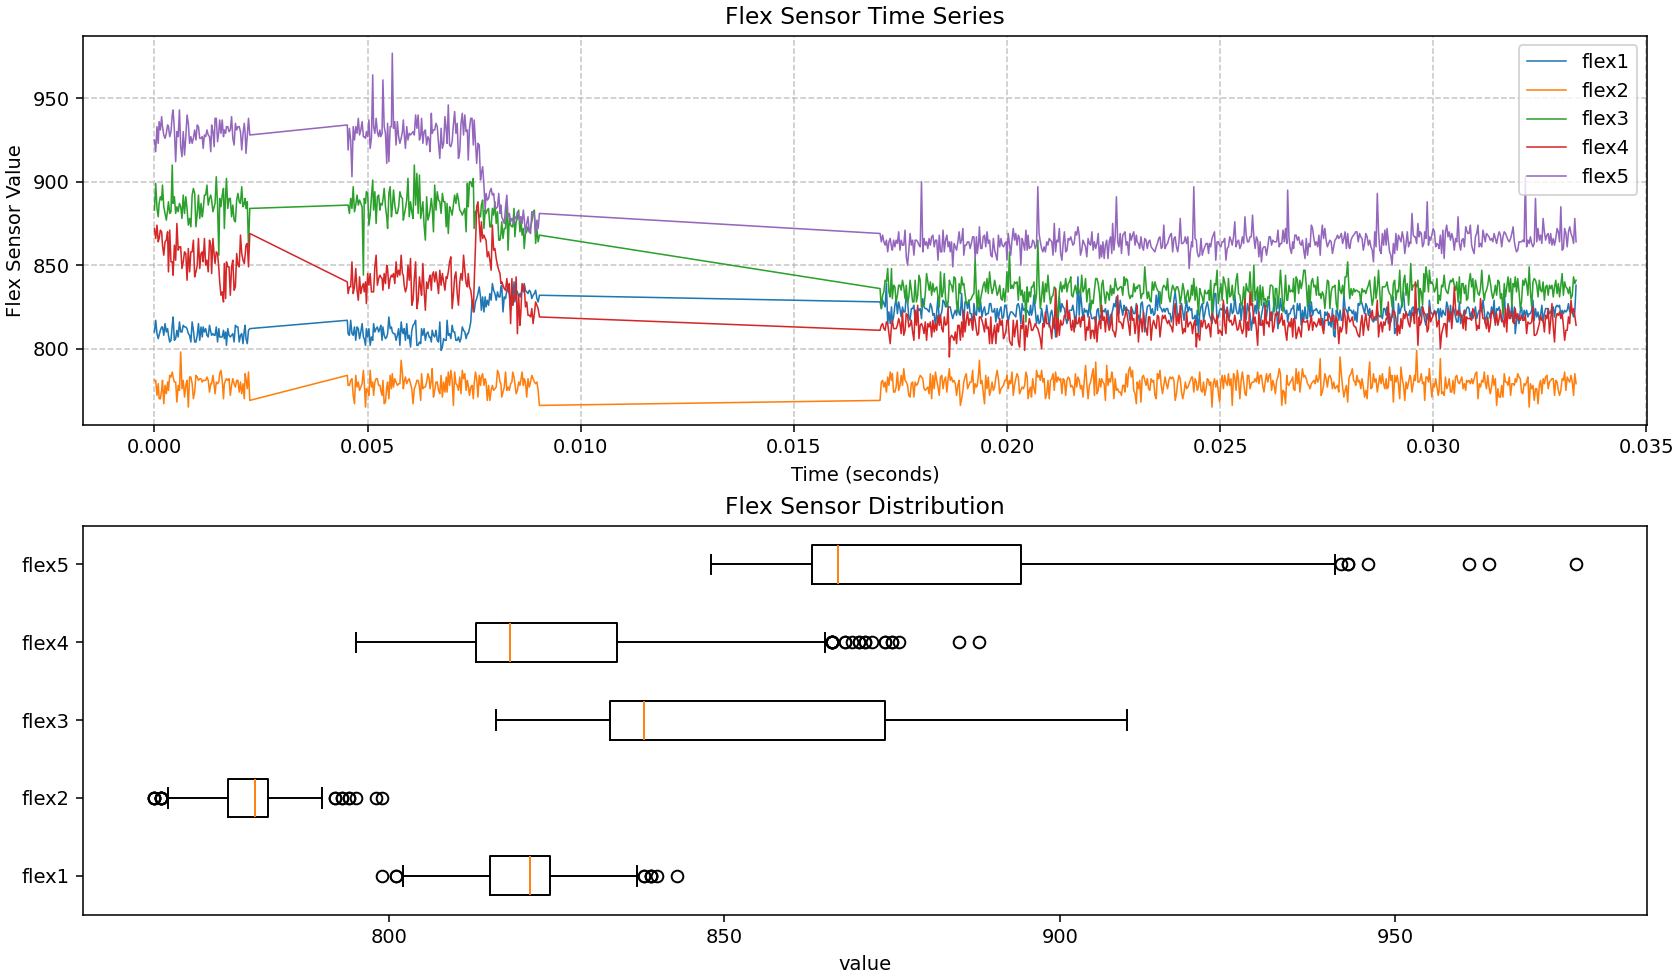 Flex Sensor Time Series
Flex Sensor Value
950
900
850
800
flex1
flex2
flex3
flex4
flex5
0.000 0.005 0.010 0.015 0.020 0.025 0.030 0.035
Time (seconds)
Flex Sensor Distribution
flex5
flex4
flex3
flex2
flex1
800 850 900 950
value